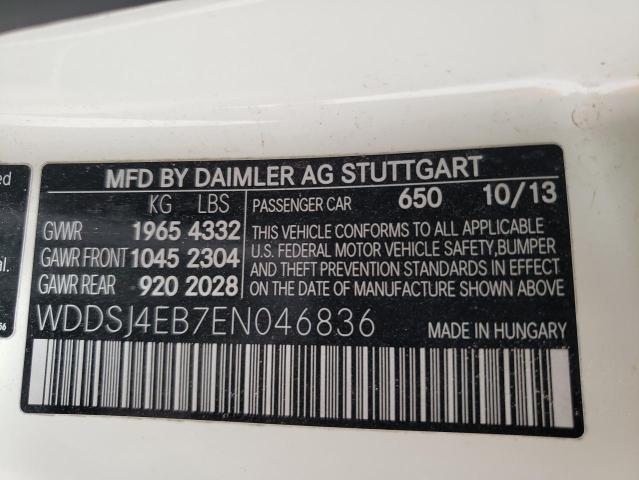 MFD BY DAIMLER AG STUTTGART
KG LBS PASSENGER CAR 650 10/13
GVWR 1965 4332
GAWR FRONT 1045 2304
GAWR REAR 920 2028
THIS VEHICLE CONFORMS TO ALL APPLICABLE
U.S. FEDERAL MOTOR VEHICLE SAFETY,BUMPER
AND THEFT PREVENTION STANDARDS IN EFFECT
ON THE DATE OF MANUFACTURE SHOWN ABOVE.
WDDSJ4EB7EN046836 MADE IN HUNGARY